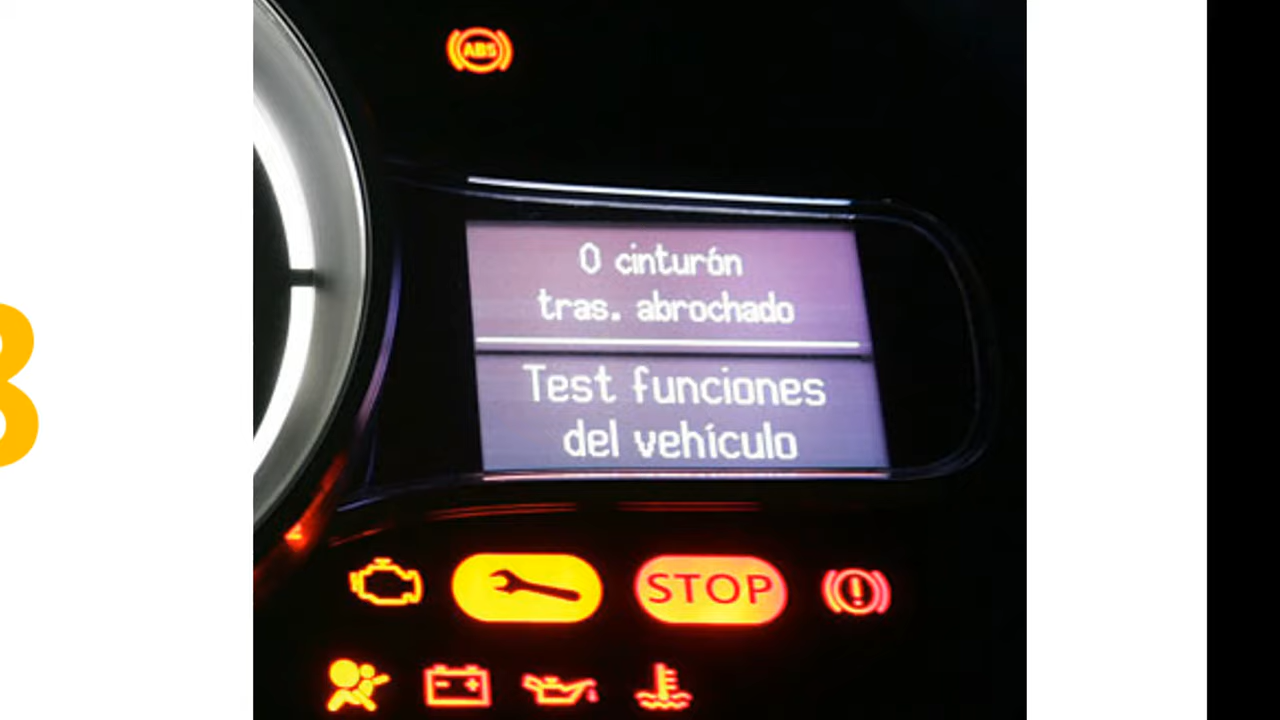 ABS
0 cinturón
tras. abrochado
Test funciones
del vehículo
STOP